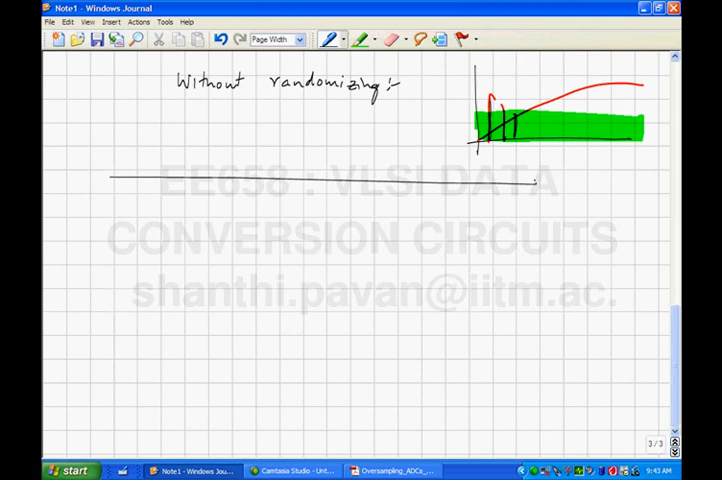 Note1 - Windows Journal
File Edit View Insert Actions Tools Help
Page Width
Without randomizing :-
EE658 : VLSI DATA
CONVERSION CIRCUITS
shanthi.pavan@iitm.ac.
3 / 3
start
Note1 - Windows Jou...
Camtasia Studio - Unt...
Oversampling_ADCs_...
9:43 AM